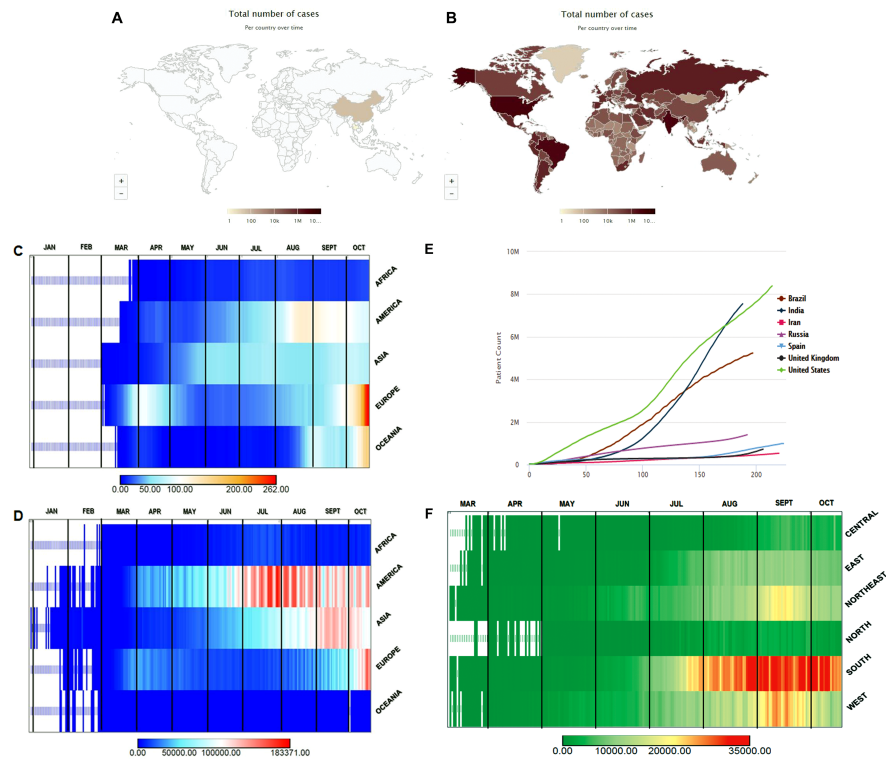 A
Total number of cases
Per country over time
+
−
1 100 10k 1M 10...
B
Total number of cases
Per country over time
+
−
1 100 10k 1M 10...
C
JAN FEB MAR APR MAY JUN JUL AUG SEPT OCT
AFRICA
AMERICA
ASIA
EUROPE
OCEANIA
0.00 50.00 100.00 200.00 262.00
E
10M
8M
6M
4M
2M
0
Patient Count
0 50 100 150 200
Brazil
India
Iran
Russia
Spain
United Kingdom
United States
D
JAN FEB MAR APR MAY JUN JUL AUG SEPT OCT
AFRICA
AMERICA
ASIA
EUROPE
OCEANIA
0.00 50000.00 100000.00 183371.00
F
MAR APR MAY JUN JUL AUG SEPT OCT
CENTRAL
EAST
NORTHEAST
NORTH
SOUTH
WEST
0.00 10000.00 20000.00 35000.00